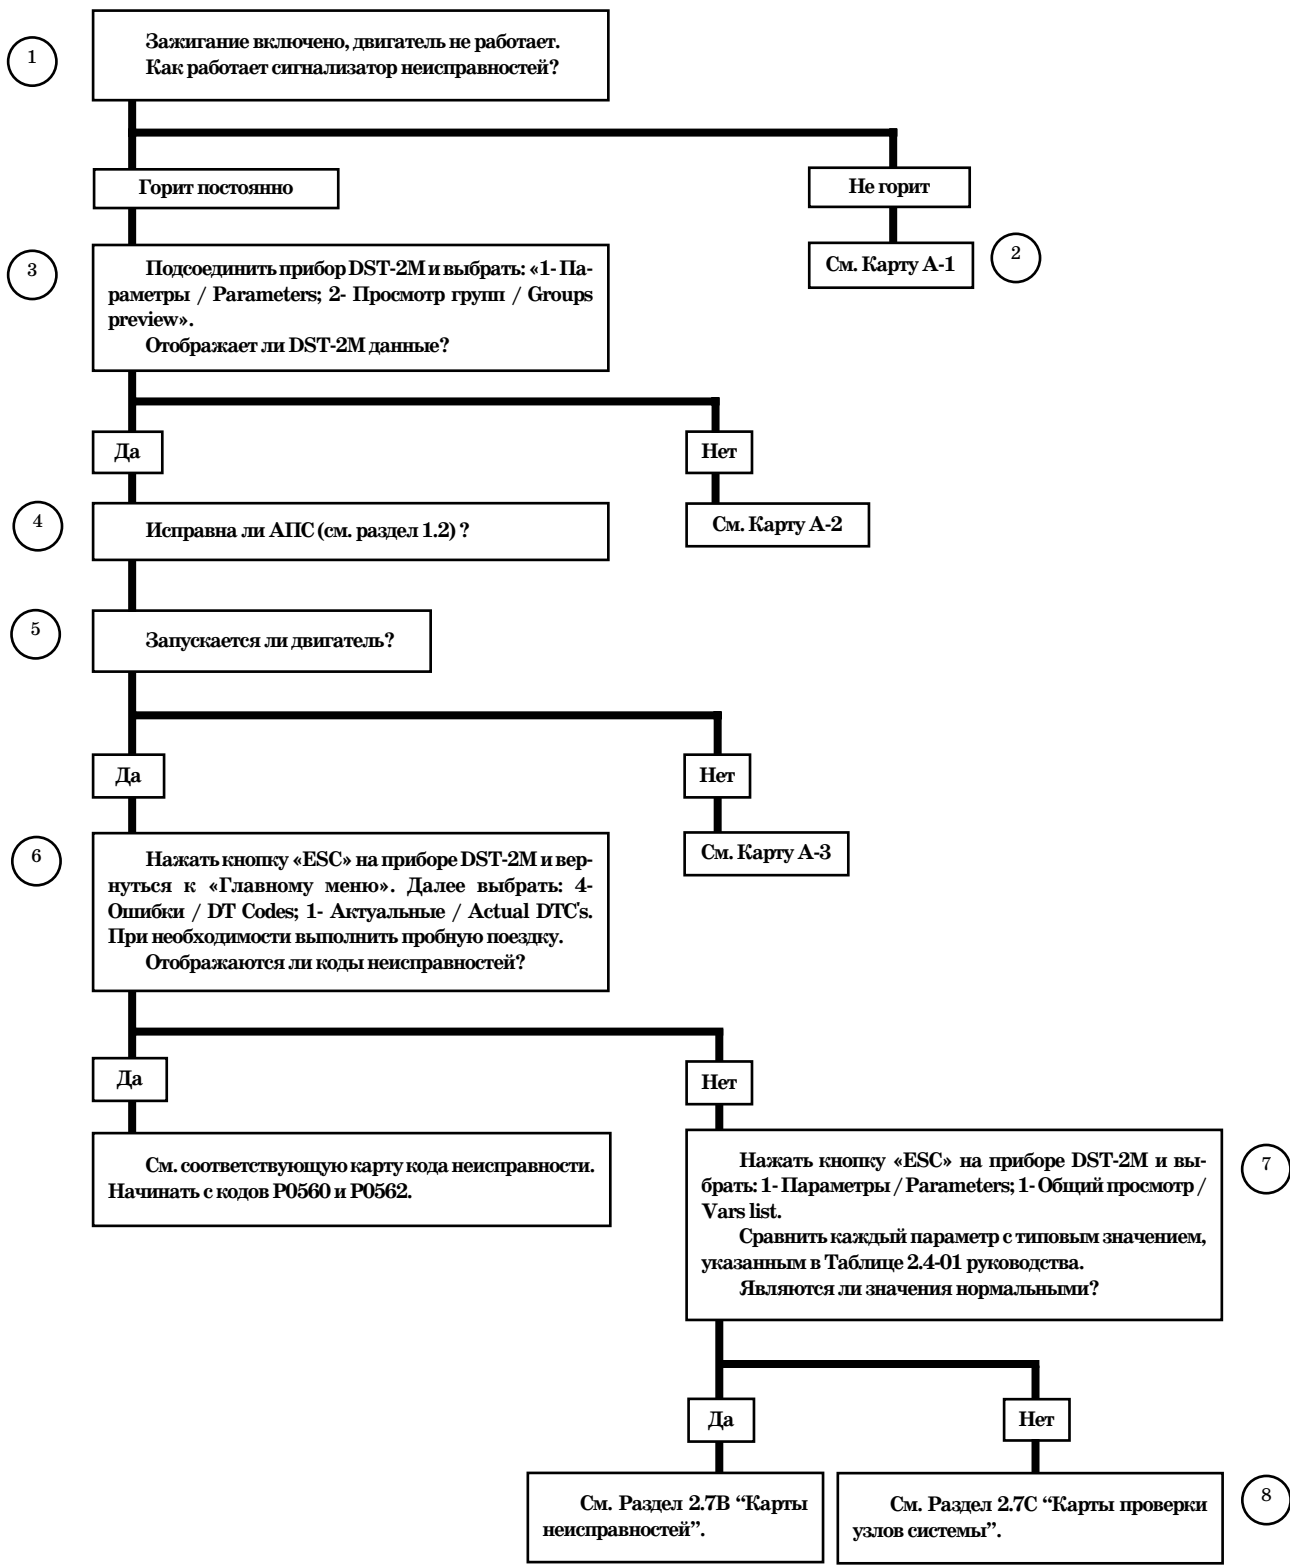 1
Зажигание включено, двигатель не работает.
Как работает сигнализатор неисправностей?
Горит постоянно
Не горит
3
Подсоединить прибор DST-2М и выбрать: «1- Па-
раметры / Parameters; 2- Просмотр групп / Groups
preview».
Отображает ли DST-2М данные?
См. Карту А-1
2
Да
Нет
4
Исправна ли АПС (см. раздел 1.2) ?
См. Карту А-2
5
Запускается ли двигатель?
Да
Нет
6
Нажать кнопку «ESC» на приборе DST-2М и вер-
нуться к «Главному меню». Далее выбрать: 4-
Ошибки / DT Codes; 1- Актуальные / Actual DTC's.
При необходимости выполнить пробную поездку.
Отображаются ли коды неисправностей?
См. Карту А-3
Да
Нет
См. соответствующую карту кода неисправности.
Начинать с кодов Р0560 и Р0562.
Нажать кнопку «ESC» на приборе DST-2М и вы-
брать: 1- Параметры / Parameters; 1- Общий просмотр /
Vars list.
Сравнить каждый параметр с типовым значением,
указанным в Таблице 2.4-01 руководства.
Являются ли значения нормальными?
7
Да
Нет
См. Раздел 2.7В “Карты
неисправностей”.
См. Раздел 2.7С “Карты проверки
узлов системы”.
8